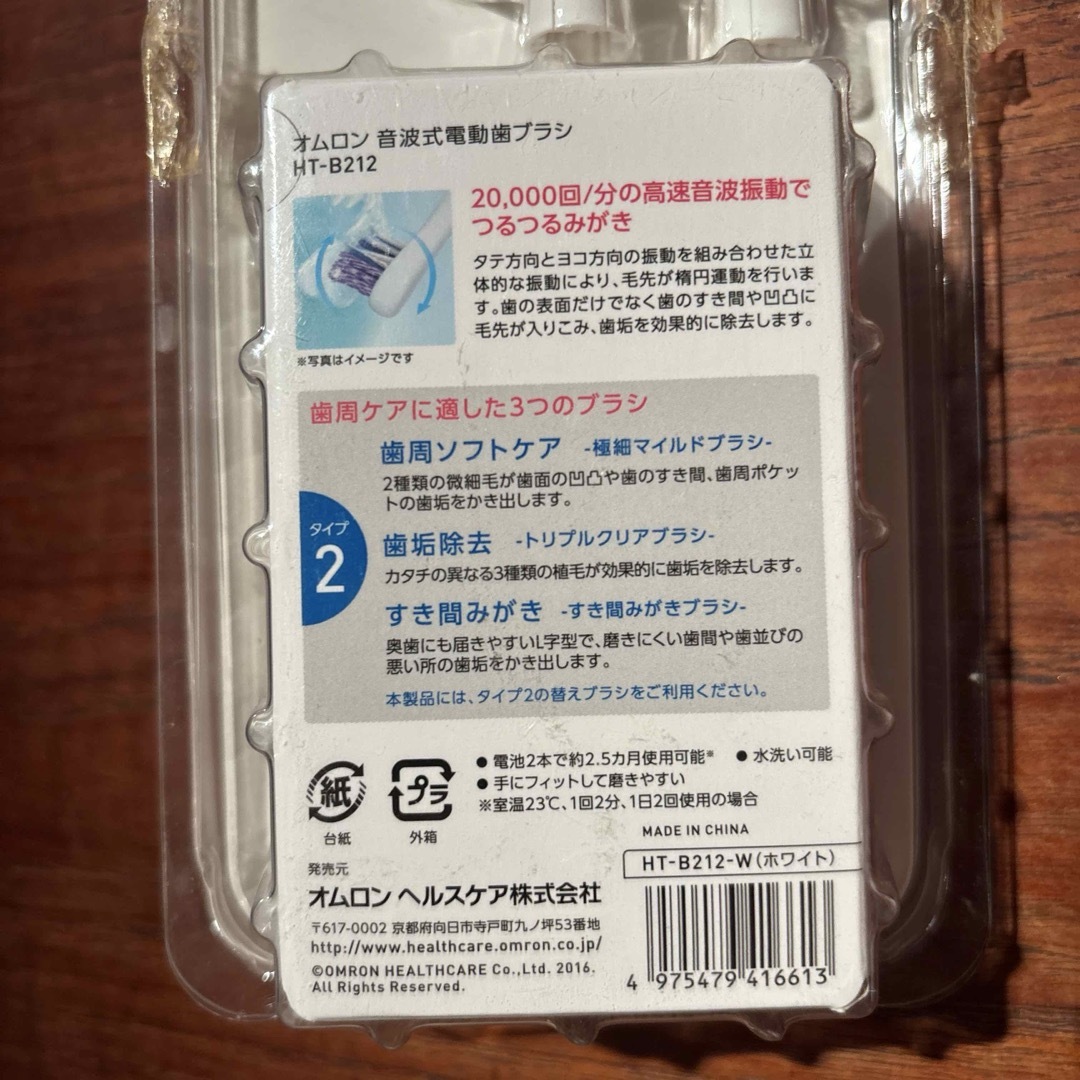 オムロン 音波式電動歯ブラシ
HT-B212
20,000回/分の高速音波振動で
つるつるみがき
タテ方向とヨコ方向の振動を組み合わせた立
体的な振動により、毛先が楕円運動を行いま
す。歯の表面だけでなく歯のすき間や凹凸に
毛先が入りこみ、歯垢を効果的に除去します。
※写真はイメージです
歯周ケアに適した3つのブラシ
歯周ソフトケア -極細マイルドブラシ-
2種類の微細毛が歯面の凹凸や歯のすき間、歯周ポケッ
トの歯垢をかき出します。
タイプ
2
歯垢除去 -トリプルクリアブラシ-
カタチの異なる3種類の植毛が効果的に歯垢を除去します。
すき間みがき -すき間みがきブラシ-
奥歯にも届きやすいL字型で、磨きにくい歯間や歯並びの
悪い所の歯垢をかき出します。
本製品には、タイプ2の替えブラシをご利用ください。
紙
台紙
プラ
外箱
● 電池2本で約2.5カ月使用可能※ ● 水洗い可能
● 手にフィットして磨きやすい
※室温23℃、1回2分、1日2回使用の場合
MADE IN CHINA
HT-B212-W(ホワイト)
発売元
オムロン ヘルスケア株式会社
〒617-0002 京都府向日市寺戸町九ノ坪53番地
http://www.healthcare.omron.co.jp/
©OMRON HEALTHCARE Co.,Ltd. 2016.
All Rights Reserved.
4 975479 416613